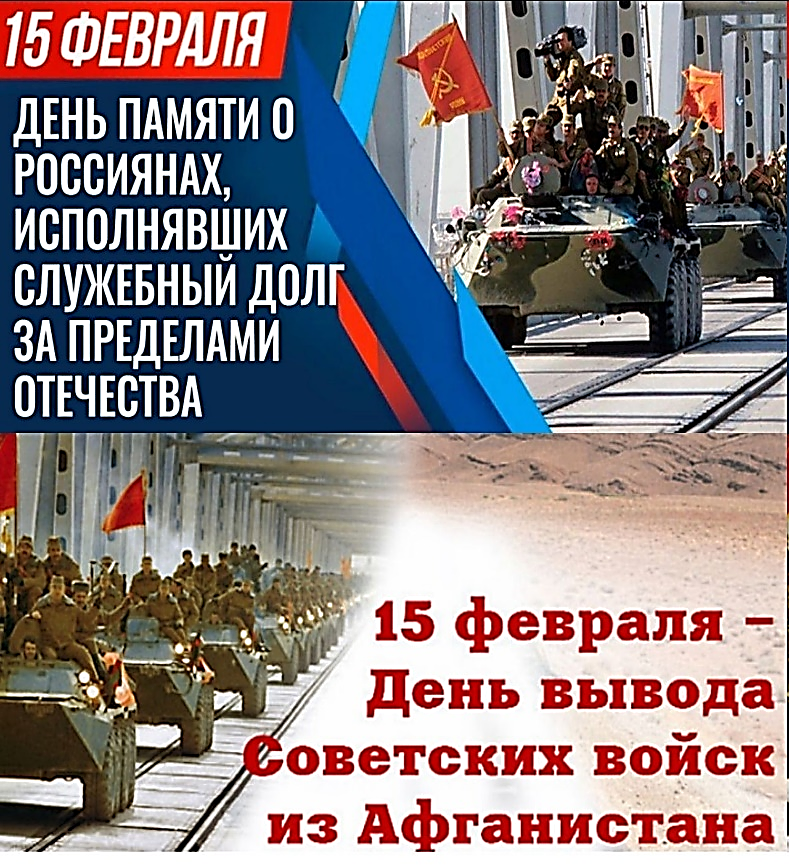 15 ФЕВРАЛЯ
ДЕНЬ ПАМЯТИ О
РОССИЯНАХ,
ИСПОЛНЯВШИХ
СЛУЖЕБНЫЙ ДОЛГ
ЗА ПРЕДЕЛАМИ
ОТЕЧЕСТВА
15 февраля –
День вывода
Советских войск
из Афганистана